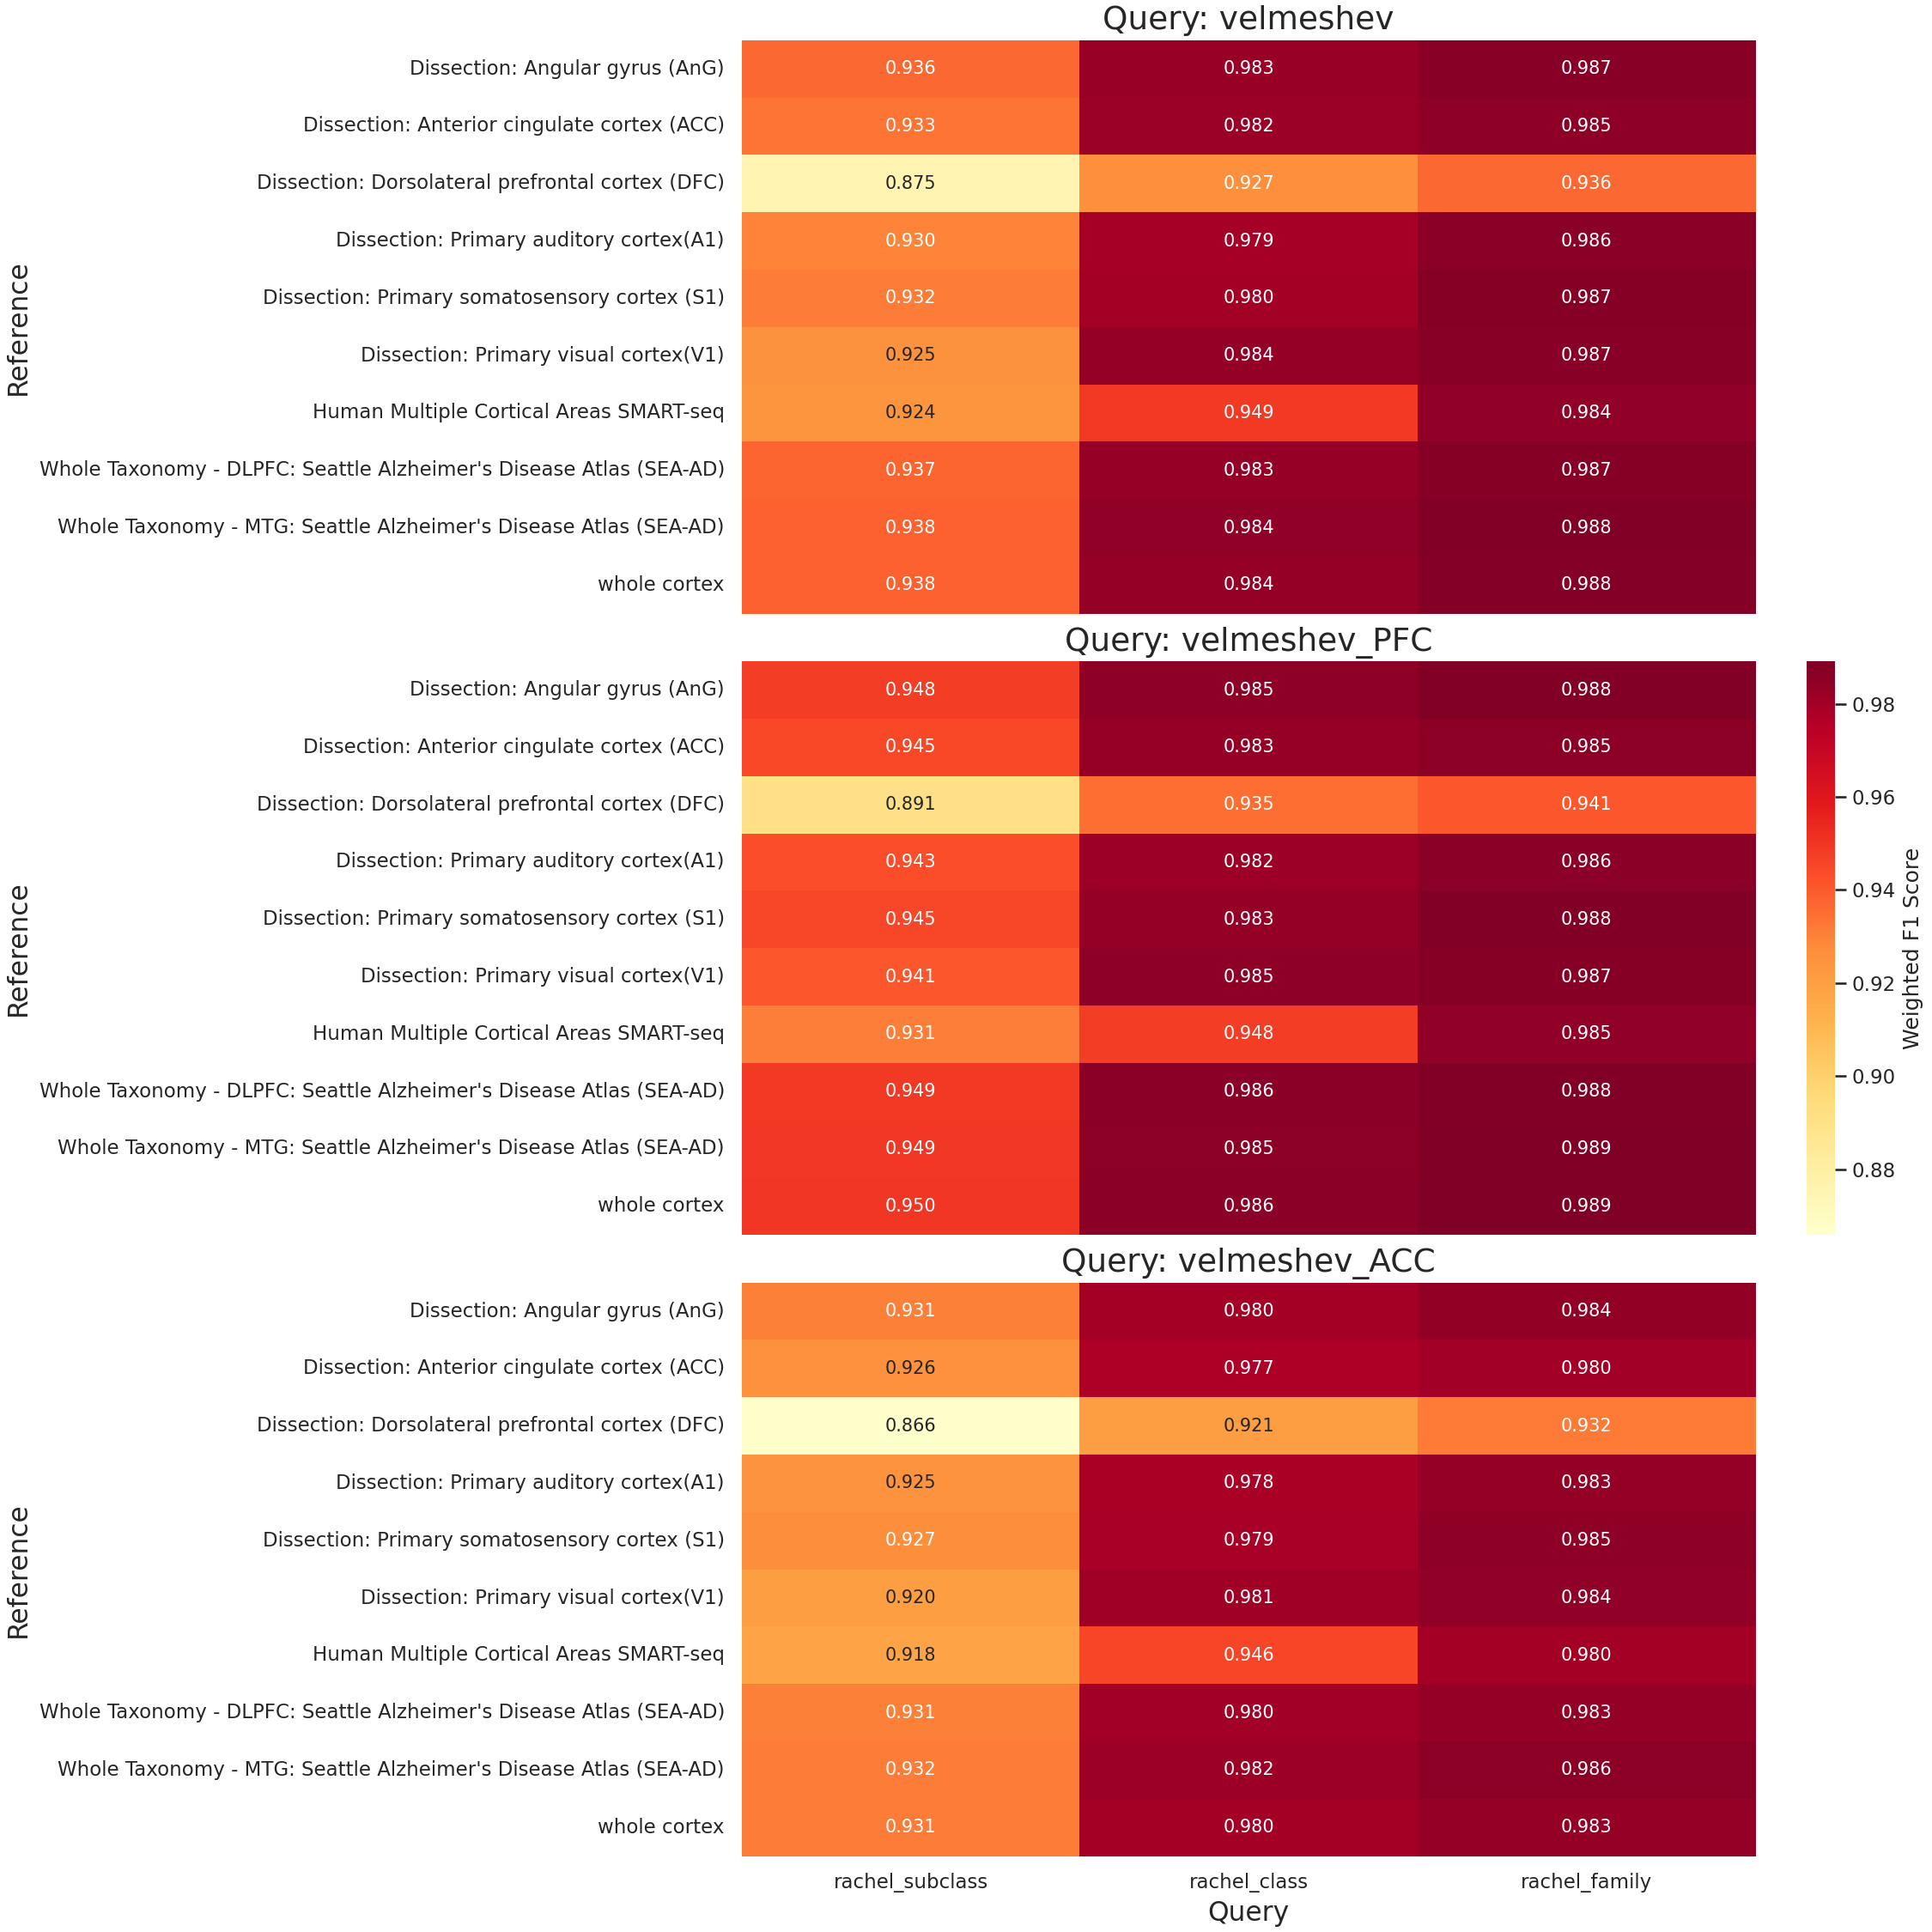 Query: velmeshev
Reference
Dissection: Angular gyrus (AnG) 0.936 0.983 0.987
Dissection: Anterior cingulate cortex (ACC) 0.933 0.982 0.985
Dissection: Dorsolateral prefrontal cortex (DFC) 0.875 0.927 0.936
Dissection: Primary auditory cortex(A1) 0.930 0.979 0.986
Dissection: Primary somatosensory cortex (S1) 0.932 0.980 0.987
Dissection: Primary visual cortex(V1) 0.925 0.984 0.987
Human Multiple Cortical Areas SMART-seq 0.924 0.949 0.984
Whole Taxonomy - DLPFC: Seattle Alzheimer's Disease Atlas (SEA-AD) 0.937 0.983 0.987
Whole Taxonomy - MTG: Seattle Alzheimer's Disease Atlas (SEA-AD) 0.938 0.984 0.988
whole cortex 0.938 0.984 0.988
Query: velmeshev_PFC
Reference
Dissection: Angular gyrus (AnG) 0.948 0.985 0.988
Dissection: Anterior cingulate cortex (ACC) 0.945 0.983 0.985
Dissection: Dorsolateral prefrontal cortex (DFC) 0.891 0.935 0.941
Dissection: Primary auditory cortex(A1) 0.943 0.982 0.986
Dissection: Primary somatosensory cortex (S1) 0.945 0.983 0.988
Dissection: Primary visual cortex(V1) 0.941 0.985 0.987
Human Multiple Cortical Areas SMART-seq 0.931 0.948 0.985
Whole Taxonomy - DLPFC: Seattle Alzheimer's Disease Atlas (SEA-AD) 0.949 0.986 0.988
Whole Taxonomy - MTG: Seattle Alzheimer's Disease Atlas (SEA-AD) 0.949 0.985 0.989
whole cortex 0.950 0.986 0.989
0.98
0.96
0.94
0.92
0.90
0.88
Weighted F1 Score
Query: velmeshev_ACC
Reference
Dissection: Angular gyrus (AnG) 0.931 0.980 0.984
Dissection: Anterior cingulate cortex (ACC) 0.926 0.977 0.980
Dissection: Dorsolateral prefrontal cortex (DFC) 0.866 0.921 0.932
Dissection: Primary auditory cortex(A1) 0.925 0.978 0.983
Dissection: Primary somatosensory cortex (S1) 0.927 0.979 0.985
Dissection: Primary visual cortex(V1) 0.920 0.981 0.984
Human Multiple Cortical Areas SMART-seq 0.918 0.946 0.980
Whole Taxonomy - DLPFC: Seattle Alzheimer's Disease Atlas (SEA-AD) 0.931 0.980 0.983
Whole Taxonomy - MTG: Seattle Alzheimer's Disease Atlas (SEA-AD) 0.932 0.982 0.986
whole cortex 0.931 0.980 0.983
rachel_subclass rachel_class rachel_family
Query